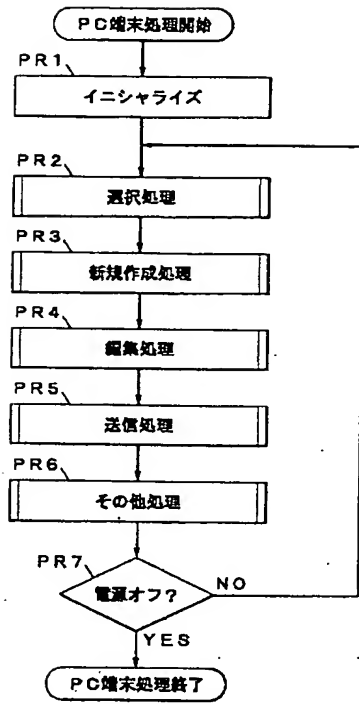 PC端末処理開始
PR1
イニシャライズ
PR2
選択処理
PR3
新規作成処理
PR4
編集処理
PR5
送信処理
PR6
その他処理
PR7
電源オフ?
NO
YES
PC端末処理終了